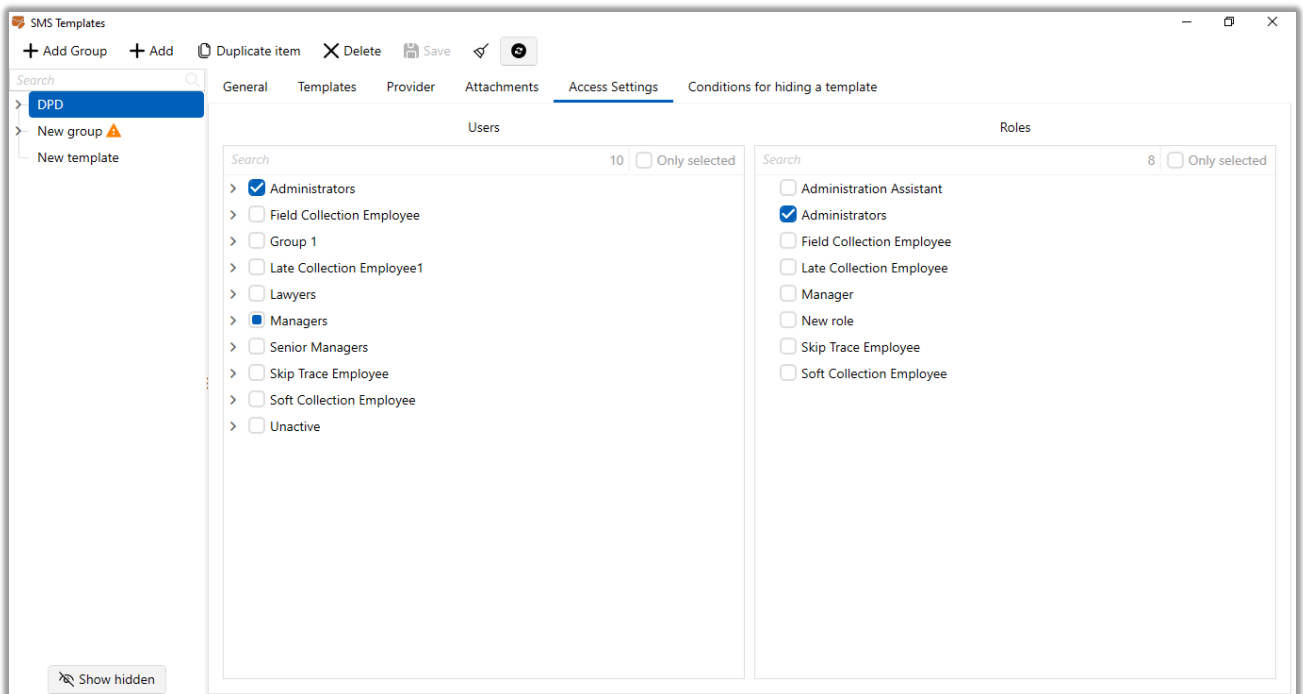 SMS Templates
Add Group Add Duplicate item Delete Save
Search
DPD
New group
New template
Show hidden
General Templates Provider Attachments Access Settings Conditions for hiding a template
Users
Search 10 Only selected
Administrators
Field Collection Employee
Group 1
Late Collection Employee1
Lawyers
Managers
Senior Managers
Skip Trace Employee
Soft Collection Employee
Unactive
Roles
Search 8 Only selected
Administration Assistant
Administrators
Field Collection Employee
Late Collection Employee
Manager
New role
Skip Trace Employee
Soft Collection Employee